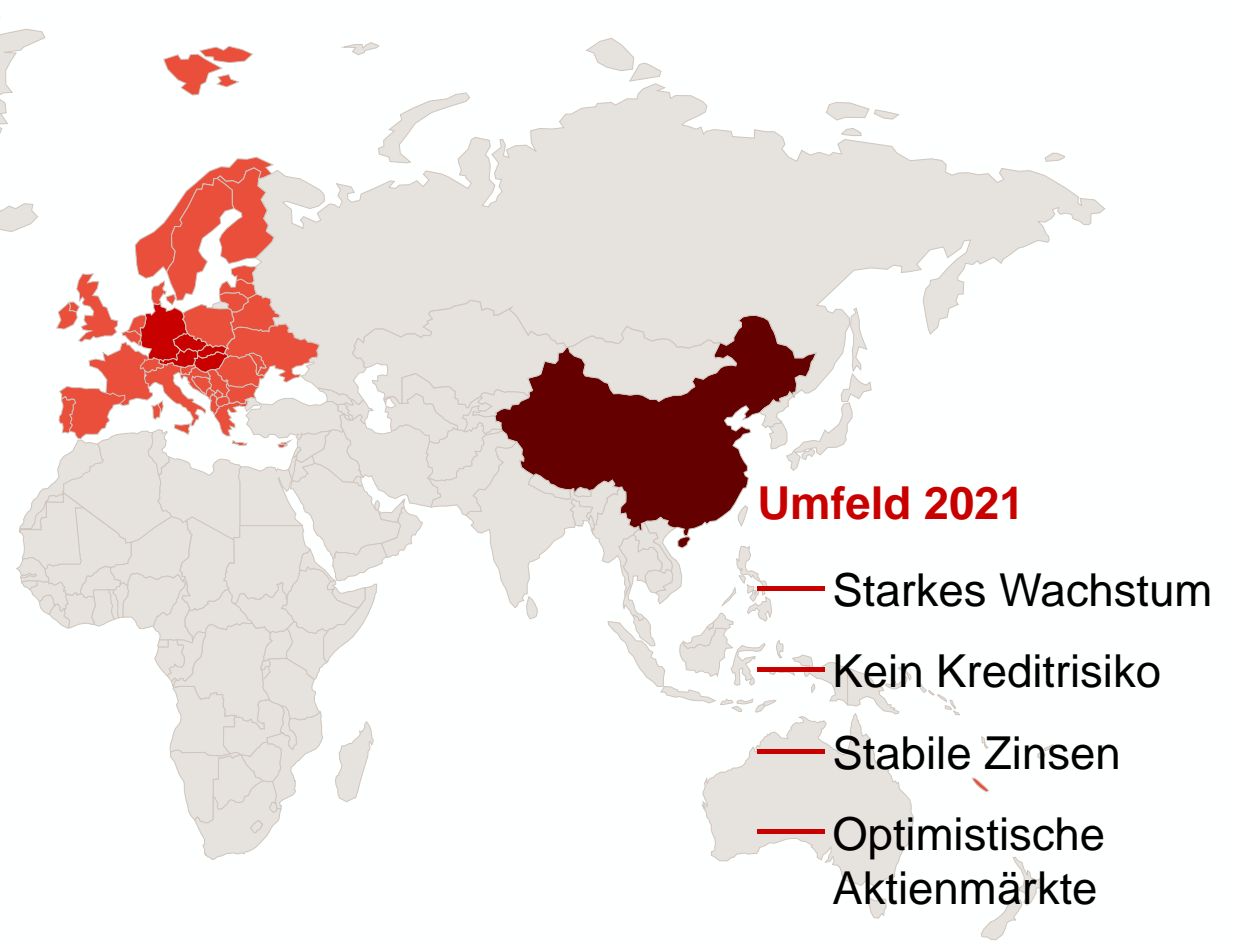 Umfeld 2021
Starkes Wachstum
Kein Kreditrisiko
Stabile Zinsen
Optimistische
Aktienmärkte